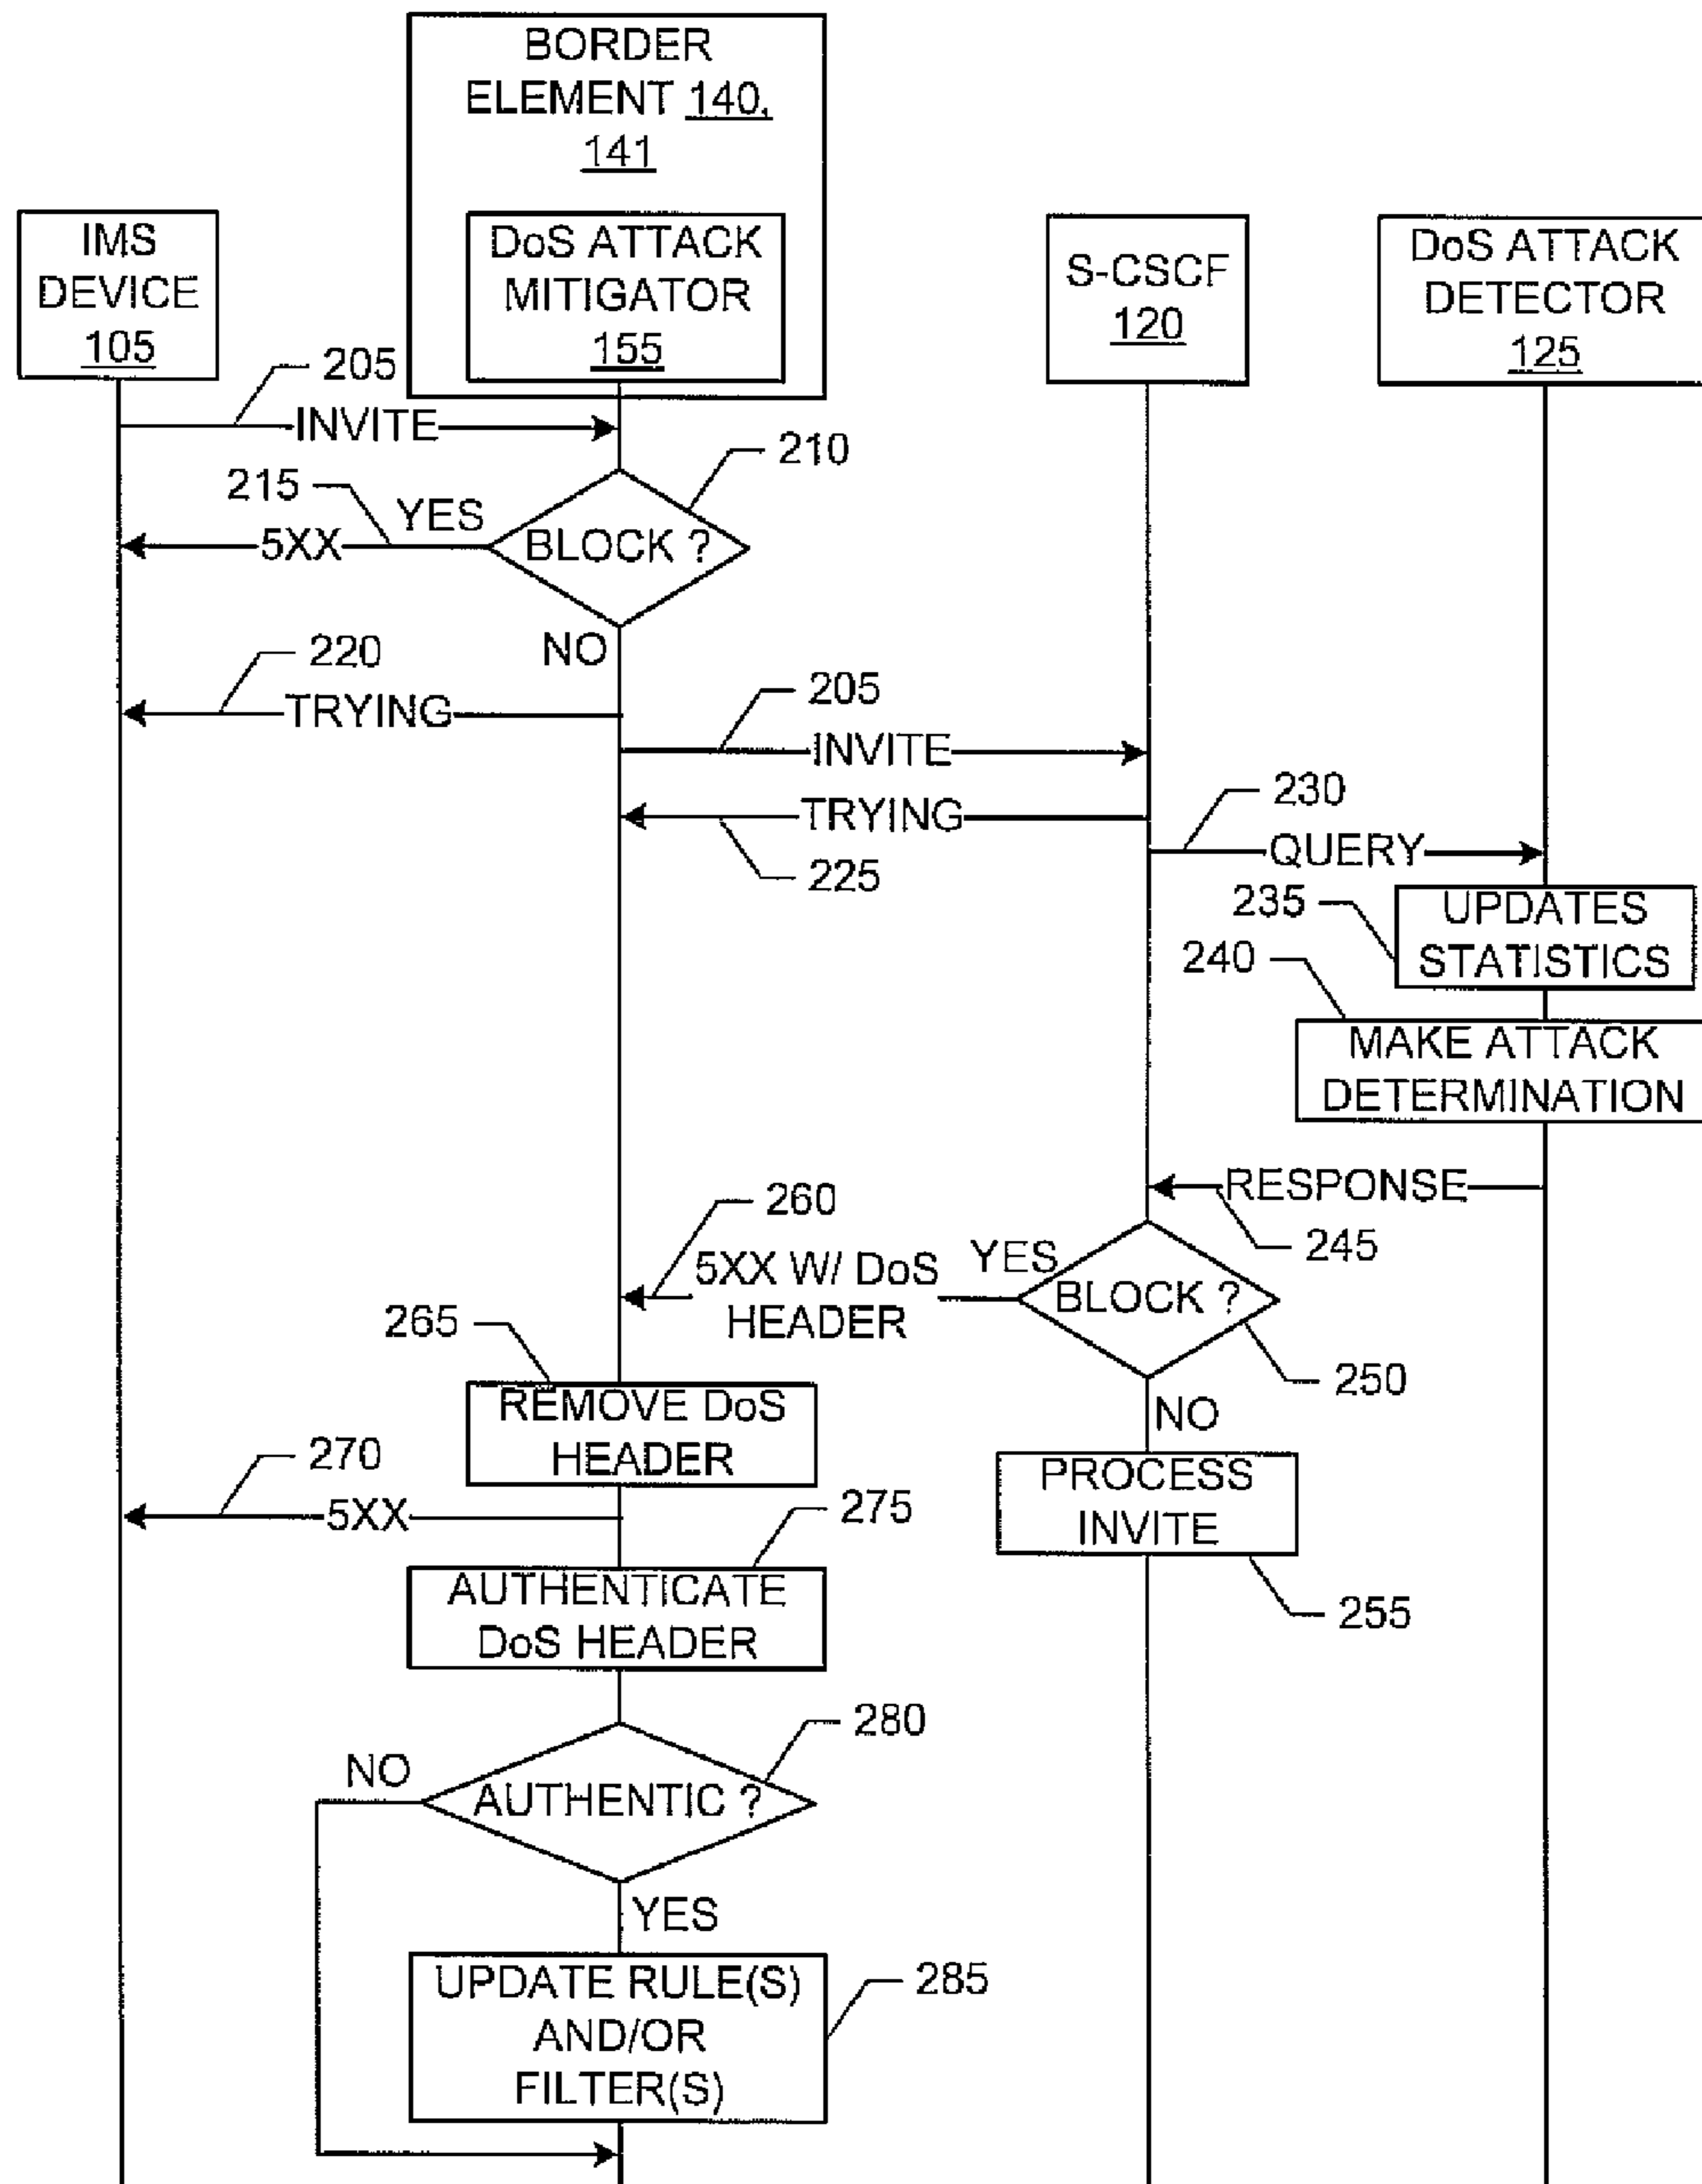 BORDER
ELEMENT 140,
141
IMS
DEVICE
105
DoS ATTACK
MITIGATOR
155
S-CSCF
120
DoS ATTACK
DETECTOR
125
205
INVITE
210
215
YES
5XX
BLOCK ?
NO
220
TRYING
205
INVITE
TRYING
225
230
QUERY
235
UPDATES
STATISTICS
240
MAKE ATTACK
DETERMINATION
RESPONSE
245
260
5XX W/ DoS
HEADER
YES
BLOCK ?
250
NO
265
REMOVE DoS
HEADER
PROCESS
INVITE
255
270
5XX
275
AUTHENTICATE
DoS HEADER
280
NO
AUTHENTIC ?
YES
UPDATE RULE(S)
AND/OR
FILTER(S)
285